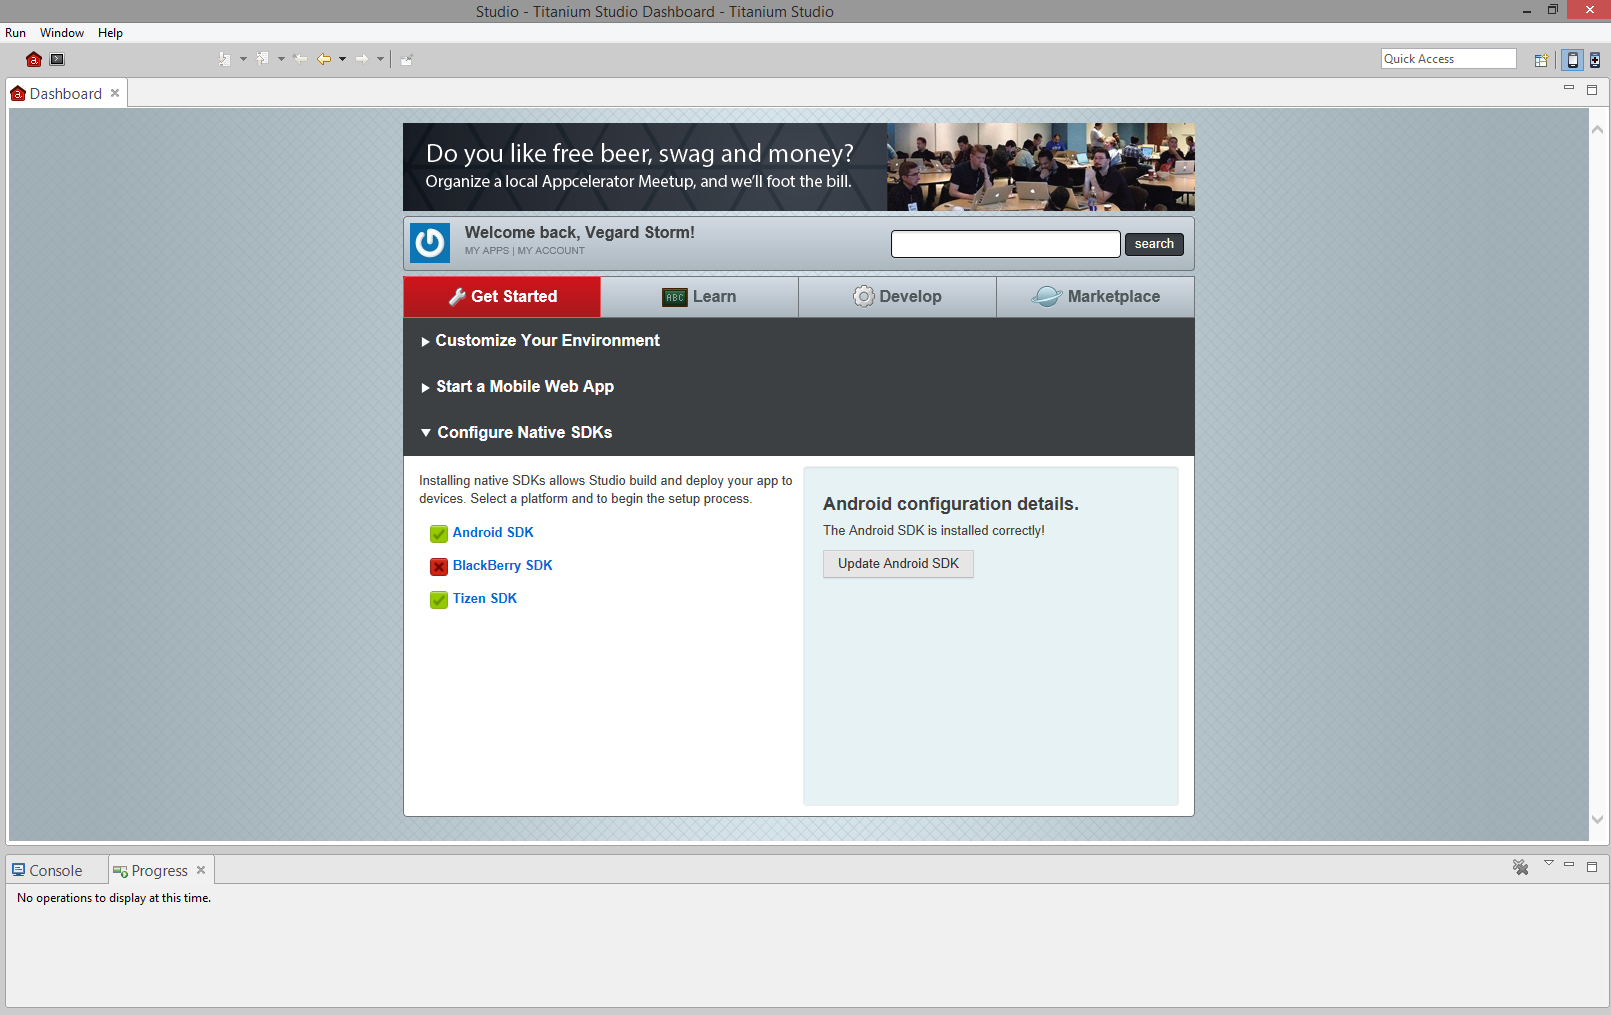 Studio - Titanium Studio Dashboard - Titanium Studio
Run Window Help
Quick Access
Dashboard
Do you like free beer, swag and money?
Organize a local Appcelerator Meetup, and we'll foot the bill.
Welcome back, Vegard Storm!
MY APPS | MY ACCOUNT
search
Get Started
ABC Learn
Develop
Marketplace
Customize Your Environment
Start a Mobile Web App
Configure Native SDKs
Installing native SDKs allows Studio build and deploy your app to
devices. Select a platform and to begin the setup process.
Android SDK
BlackBerry SDK
Tizen SDK
Android configuration details.
The Android SDK is installed correctly!
Update Android SDK
Console
Progress
No operations to display at this time.